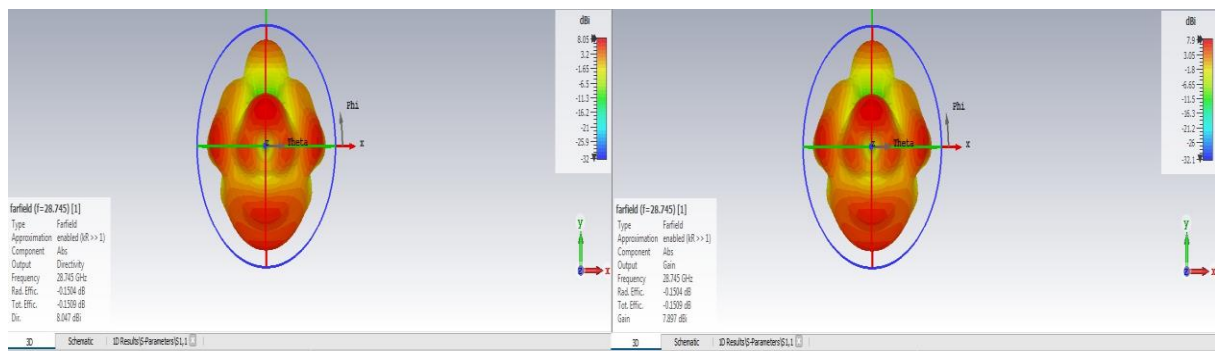 dBi
8.05
3.2
-1.65
-6.5
-11.3
-16.2
-21
-25.9
-32
Phi
Theta
x
z
farfield (f=28.745) [1]
Type Farfield
Approximation enabled (kR >> 1)
Component Abs
Output Directivity
Frequency 28.745 GHz
Rad. Effic. -0.1504 dB
Tot. Effic. -0.1509 dB
Dir. 8.047 dBi
y
x
3D Schematic 1D Results\S-Parameters\S1,1
dBi
7.9
3.05
-1.8
-6.65
-11.5
-16.3
-21.2
-26
-32.1
Phi
Theta
x
z
farfield (f=28.745) [1]
Type Farfield
Approximation enabled (kR >> 1)
Component Abs
Output Gain
Frequency 28.745 GHz
Rad. Effic. -0.1504 dB
Tot. Effic. -0.1509 dB
Gain 7.897 dBi
y
x
3D Schematic 1D Results\S-Parameters\S1,1